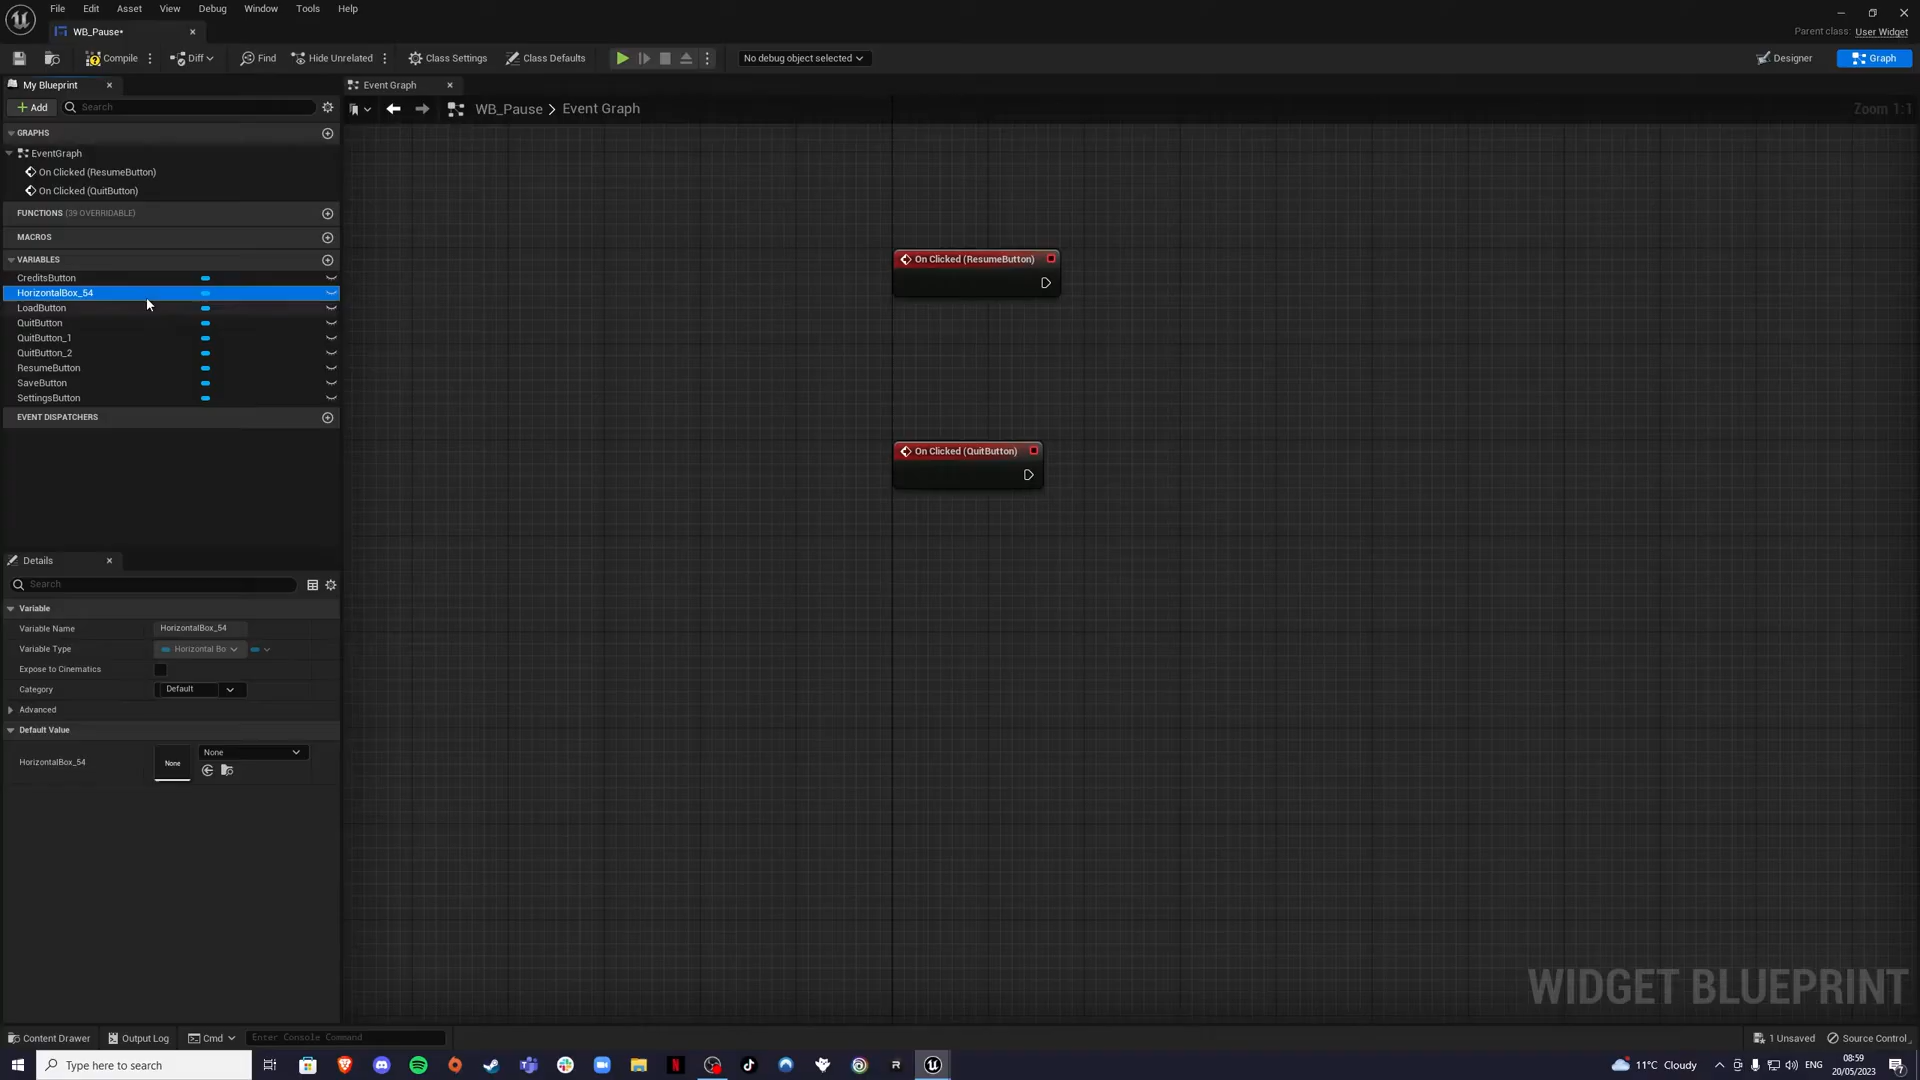 File Edit Asset View Debug Window Tools Help
WB_Pause•
Parent class: User Widget
Compile Diff Find Hide Unrelated Class Settings Class Defaults No debug object selected Designer Graph
My Blueprint
Event Graph
Add Search
WB_Pause > Event Graph
Zoom 1:1
GRAPHS
EventGraph
On Clicked (ResumeButton)
On Clicked (QuitButton)
FUNCTIONS (39 OVERRIDABLE)
MACROS
VARIABLES
CreditsButton
HorizontalBox_54
LoadButton
QuitButton
QuitButton_1
QuitButton_2
ResumeButton
SaveButton
SettingsButton
EVENT DISPATCHERS
On Clicked (ResumeButton)
On Clicked (QuitButton)
Details
Search
Variable
Variable Name HorizontalBox_54
Variable Type Horizontal Bo
Expose to Cinematics
Category Default
Advanced
Default Value
HorizontalBox_54 None None
WIDGET BLUEPRINT
Content Drawer Output Log Cmd Enter Console Command 1 Unsaved Source Control
Type here to search
11°C Cloudy ENG 08:59
20/05/2023